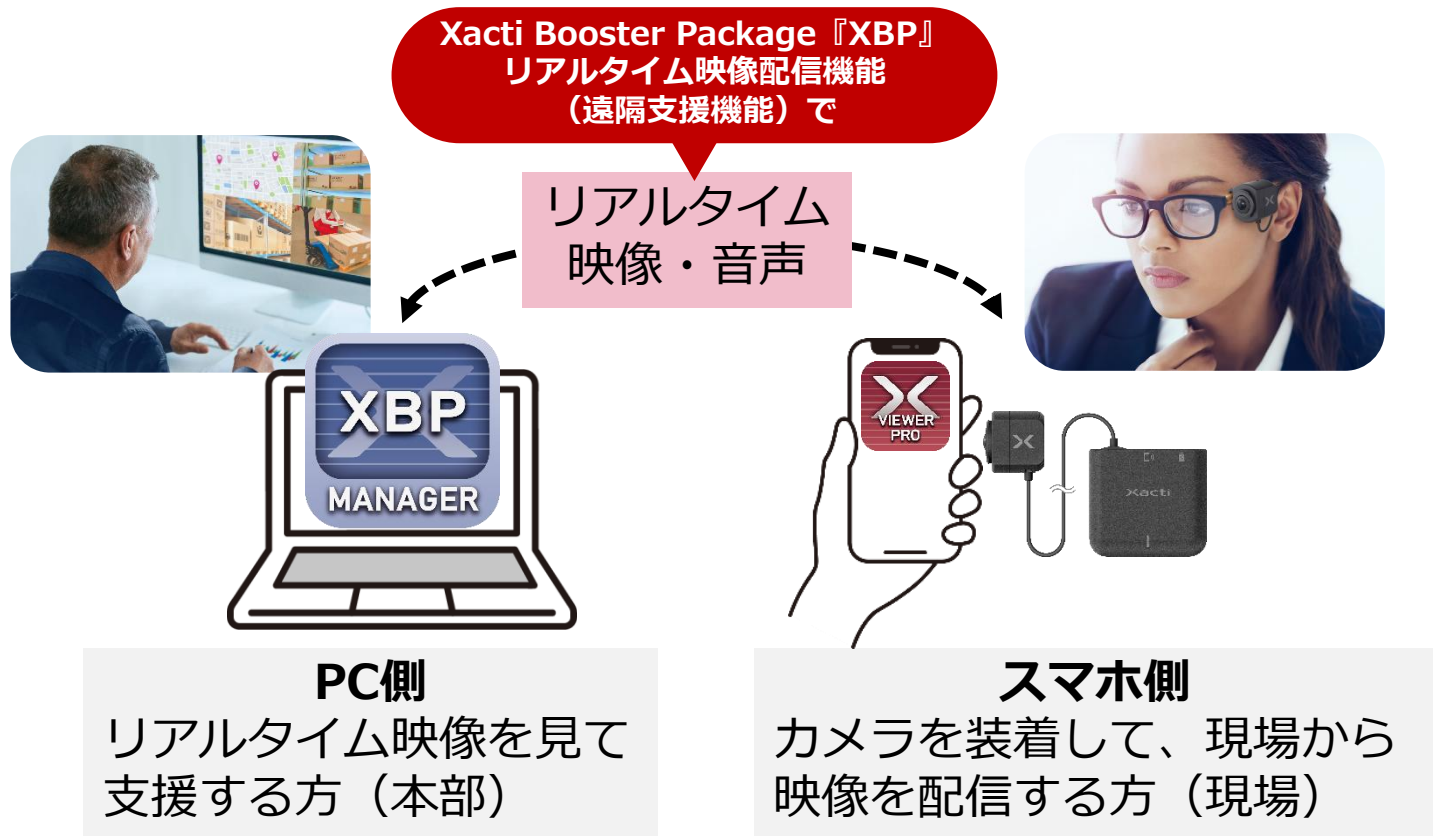 Xacti Booster Package『XBP』
リアルタイム映像配信機能
（遠隔支援機能）で
リアルタイム
映像・音声
XBP
MANAGER
VIEWER
PRO
xacti
PC側
リアルタイム映像を見て
支援する方（本部）
スマホ側
カメラを装着して、現場から
映像を配信する方（現場）